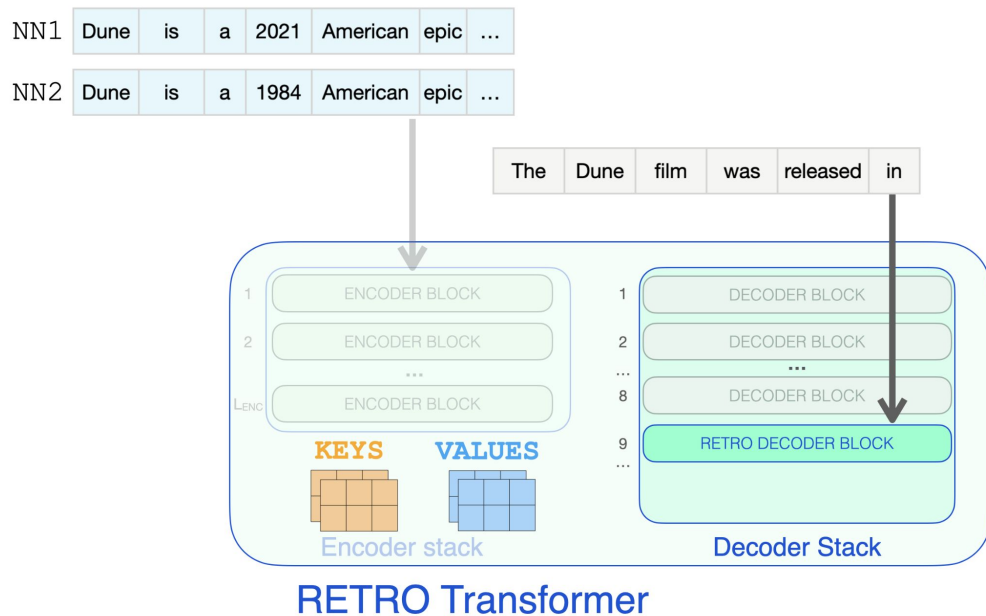 NN1 Dune is a 2021 American epic ...
NN2 Dune is a 1984 American epic ...
The Dune film was released in
1 ENCODER BLOCK
2 ENCODER BLOCK
...
LENC ENCODER BLOCK
KEYS VALUES
Encoder stack
1 DECODER BLOCK
2 DECODER BLOCK
... ...
8 DECODER BLOCK
9 RETRO DECODER BLOCK
...
Decoder Stack
RETRO Transformer